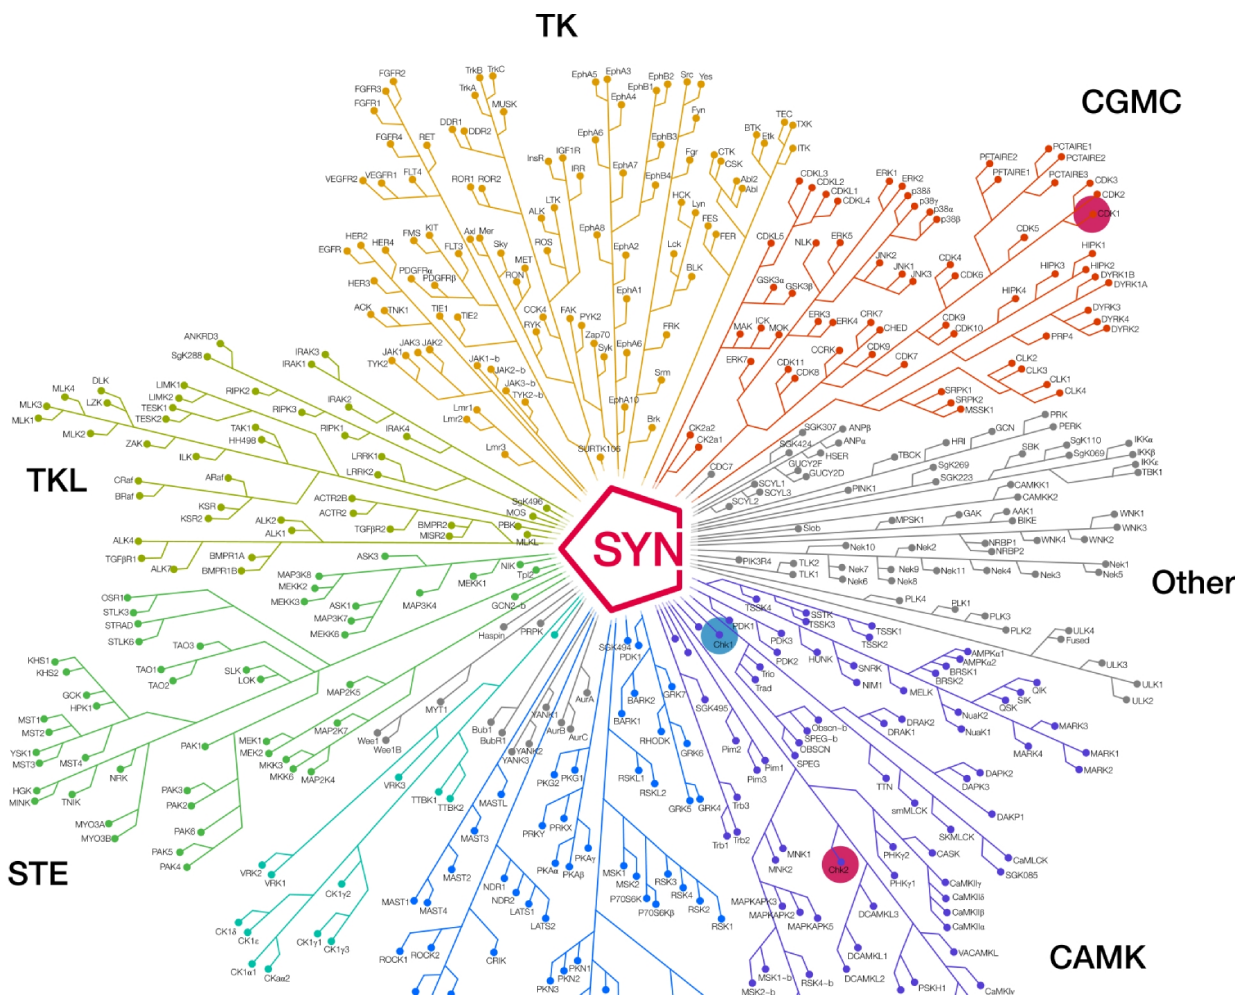 TK
CGMC
TKL
Other
STE
CAMK
SYN
FGFR2
FGFR3
FGFR1
FGFR4
RET
TrkB
TrkC
TrkA
MUSK
DDR1
DDR2
VEGFR2
VEGFR1
FLT4
ROR1
ROR2
InsR
IGF1R
IRR
EphA5
EphA3
EphB2
EphB1
EphA4
Src
Yes
Fyn
EphA6
EphB3
Fgr
EphA7
EphB4
CTK
CSK
BTK
Etk
TEC
TXK
ITK
Abl2
Abl
HER2
HER4
EGFR
HER3
FMS
KIT
FLT3
Axl
Mer
Sky
MET
RON
ALK
LTK
ROS
EphA8
EphA2
HCK
Lyn
Lck
FES
FER
BLK
PDGFRα
PDGFRβ
ACK
TNK1
TIE1
TIE2
CCK4
RYK
FAK
PYK2
Zap70
Syk
EphA1
EphA6
FRK
Srm
EphA10
Brk
JAK1
JAK3
JAK2
TYK2
JAK1-b
JAK2-b
JAK3-b
TYK2-b
Lmr1
Lmr2
Lmr3
SURTK106
CDKL3
CDKL2
CDKL1
CDKL4
CDKL5
ERK1
ERK2
p38δ
p38γ
p38α
p38β
NLK
ERK5
JNK2
JNK1
JNK3
GSK3α
GSK3β
PFTAIRE2
PFTAIRE1
PCTAIRE1
PCTAIRE2
PCTAIRE3
CDK3
CDK2
CDK1
CDK5
CDK4
CDK6
HIPK1
HIPK3
HIPK2
HIPK4
DYRK1B
DYRK1A
DYRK3
DYRK4
DYRK2
PRP4
MAK
ICK
MOK
ERK3
ERK4
CRK7
CHED
CDK9
CDK10
CCRK
CDK9
CDK7
ERK7
CDK11
CDK8
CLK2
CLK3
CLK1
CLK4
SRPK1
SRPK2
MSSK1
CK2a2
CK2a1
ANKRD3
SgK288
IRAK3
IRAK1
DLK
MLK4
LZK
MLK3
MLK1
MLK2
LIMK1
LIMK2
TESK1
TESK2
RIPK2
RIPK3
IRAK2
RIPK1
IRAK4
TAK1
HH498
ZAK
ILK
LRRK1
LRRK2
CRaf
BRaf
ARaf
KSR
KSR2
ACTR2B
ACTR2
ALK2
ALK1
TGFβR2
BMPR2
MISR2
ALK4
TGFβR1
ALK7
BMPR1A
BMPR1B
SgK496
MOS
PBK
MLKL
CDC7
SGK307
SGK424
ANPβ
ANPα
HSER
GUCY2F
GUCY2D
SCYL1
SCYL3
SCYL2
TBCK
HRI
GCN
PRK
PERK
SBK
SgK110
SgK069
IKKα
IKKβ
IKKε
TBK1
SgK269
SGK223
PINK1
CAMKK1
CAMKK2
Slob
MPSK1
GAK
AAK1
BIKE
WNK1
WNK3
WNK4
WNK2
NRBP1
NRBP2
Nek10
Nek2
PIK3R4
TLK2
TLK1
Nek7
Nek6
Nek9
Nek8
Nek11
Nek4
Nek3
Nek1
Nek5
PLK4
PLK1
PLK3
PLK2
ULK4
Fused
ULK3
ULK1
ULK2
ASK3
MAP3K8
MEKK2
MEKK3
ASK1
MAP3K7
MEKK6
MAP3K4
MEKK1
NIK
Tpl2
GCN2-b
OSR1
STLK3
STRAD
STLK6
TAO3
TAO1
TAO2
SLK
LOK
KHS1
KHS2
GCK
HPK1
MST1
MST2
YSK1
MST3
MST4
HGK
MINK
NRK
TNIK
MYO3A
MYO3B
PAK1
PAK3
PAK2
PAK6
PAK5
PAK4
MAP2K5
MAP2K7
MEK1
MEK2
MKK3
MKK6
MAP2K4
Haspin
PRPK
MYT1
Wee1
Wee1B
Bub1
BubR1
YANK1
YANK2
YANK3
AurA
AurB
AurC
VRK3
TTBK1
TTBK2
VRK2
VRK1
CK1γ2
CK1δ
CK1ε
CK1γ1
CK1γ3
CK1α1
CKaα2
SGK494
PDK1
BARK2
BARK1
GRK7
RHODK
GRK6
GRK5
GRK4
PKG2
PKG1
RSKL1
RSKL2
MASTL
MAST3
MAST2
MAST1
MAST4
PRKY
PRKX
PKAγ
PKAα
PKAβ
NDR1
NDR2
LATS1
LATS2
MSK1
MSK2
P70S6K
P70S6Kβ
RSK3
RSK4
RSK2
RSK1
ROCK1
ROCK2
CRIK
PKN1
PKN2
PKN3
TSSK4
PDK1
Chk1
PDK3
PDK2
SSTK
TSSK3
TSSK1
TSSK2
HUNK
SNRK
NIM1
MELK
AMPKα1
AMPKα2
BRSK1
BRSK2
QIK
SIK
QSK
NuaK2
NuaK1
MARK3
MARK4
MARK1
MARK2
Trio
Trad
SGK495
Pim2
Pim1
Pim3
Obscn-b
SPEG-b
OBSCN
SPEG
DRAK2
DRAK1
TTN
smMLCK
SKMLCK
DAPK2
DAPK3
DAKP1
CaMLCK
SGK085
Trb3
Trb2
Trb1
MNK1
MNK2
Chk2
PHKγ2
PHKγ1
CASK
CaMKIIγ
CaMKIIδ
CaMKIIβ
CaMKIIα
MAPKAPK3
MAPKAPK2
MAPKAPK5
DCAMKL3
DCAMKL1
DCAMKL2
VACAMKL
MSK1-b
MSK2-b
RSK4-b
PSKH1
CaMKIv